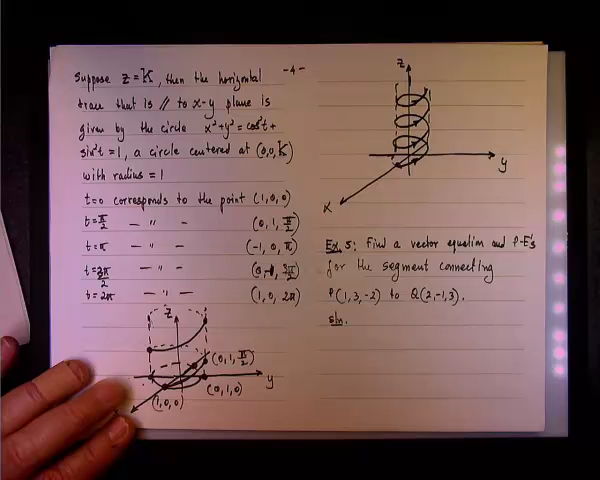 -4-
Suppose z = K, then the horizontal
trace that is // to x-y plane is
given by the circle x²+y² = cos²t +
sin²t = 1, a circle centered at (0,0,K)
with radius = 1
t=0 corresponds to the point (1,0,0)
t=π/2 — " — (0, 1, π/2)
t=π — " — (-1, 0, π)
t=3π/2 — " — (0, -1, 3π/2)
t=2π — " — (1, 0, 2π)
z
(0, 1, π/2)
y
(1,0,0)
(0,1,0)
z
y
x
Ex. 5: Find a vector equation and P-E's
for the segment connecting
P(1, 3, -2) to Q(2, -1, 3).
sln.